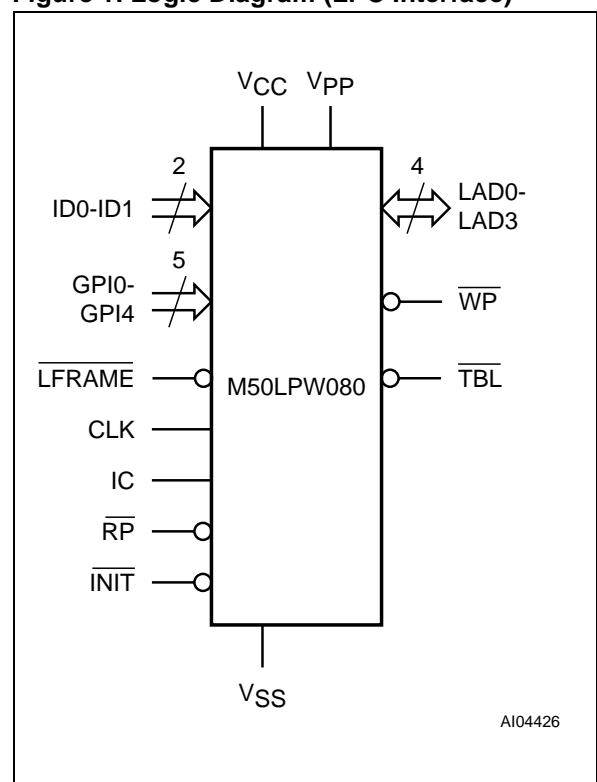 Figure 1. Logic Diagram (LPC Interface)
VCC VPP
2
4
ID0-ID1
LAD0-
LAD3
5
GPI0-
GPI4
WP
LFRAME
M50LPW080
TBL
CLK
IC
RP
INIT
VSS
AI04426